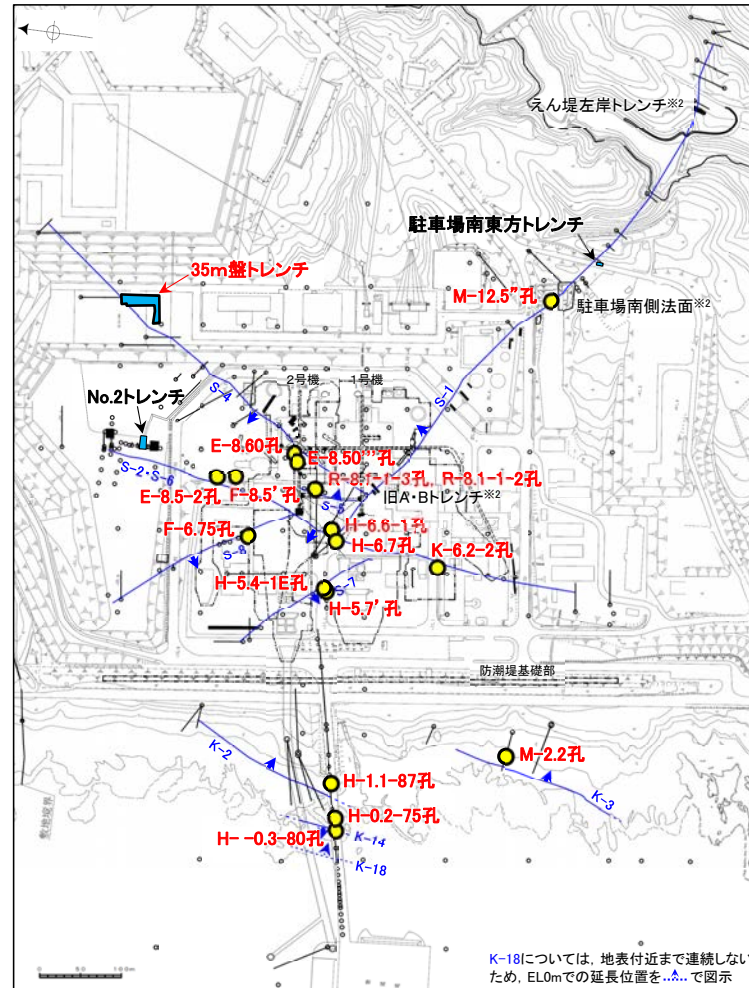 えん堤左岸トレンチ※2
駐車場南東方トレンチ
35m盤トレンチ
M-12.5"孔
駐車場南側法面※2
2号機
1号機
S-4
S-1
No.2トレンチ
E-8.60孔
E-8.50'''孔
S-2・S-6
R-8.1-1-3孔, R-8.1-1-2孔
E-8.5-2孔
F-8.5'孔
旧A・Bトレンチ※2
S-5
F-6.75孔
H-6.6-1孔
H-6.7孔
S-8
K-6.2-2孔
H-5.4-1E孔
S-7
H-5.7'孔
防潮堤基礎部
K-2
M-2.2孔
H-1.1-87孔
K-3
H-0.2-75孔
敷地境界
H- -0.3-80孔
K-14
K-18
0 50 100m
K-18については, 地表付近まで連続しない
ため, EL0mでの延長位置を で図示